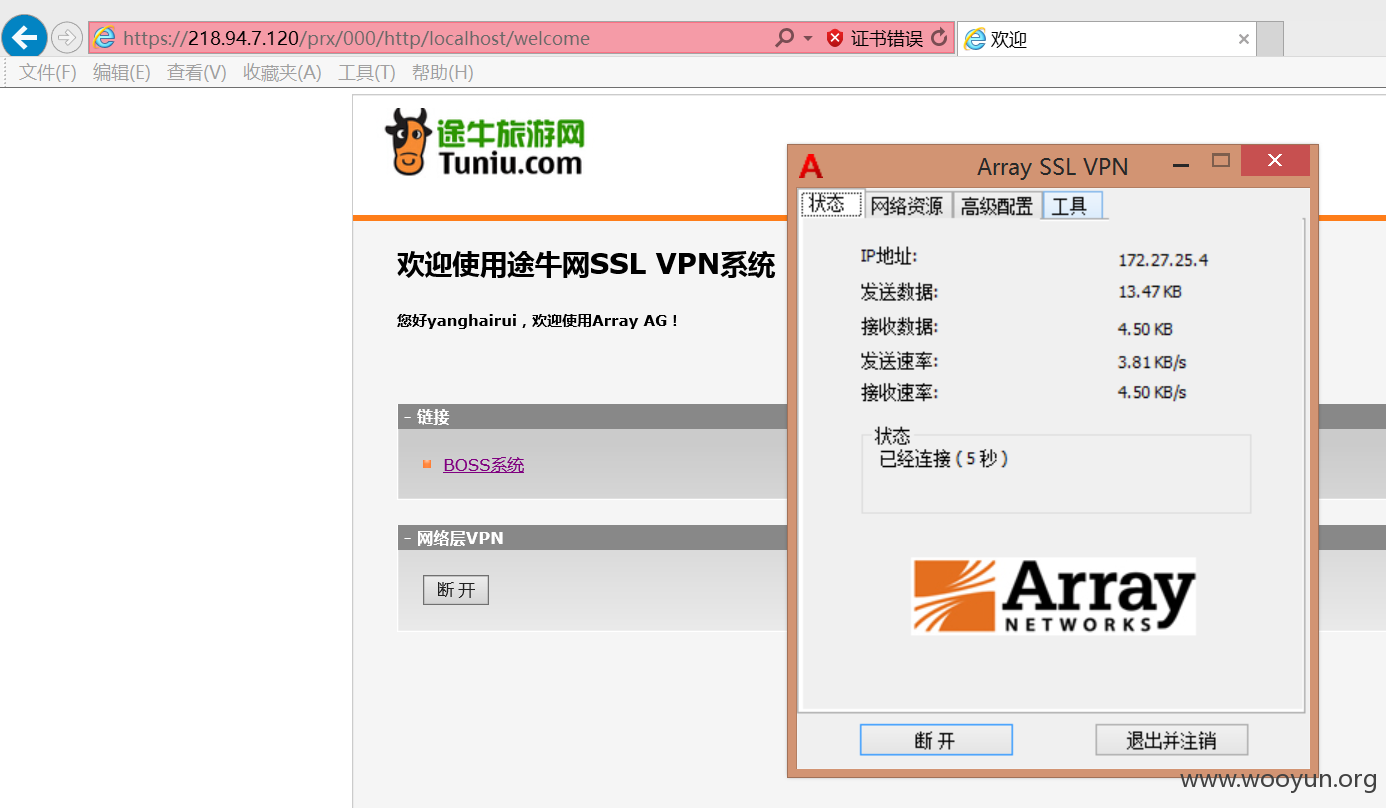 https://218.94.7.120/prx/000/http/localhost/welcome
证书错误
欢迎
文件(F) 编辑(E) 查看(V) 收藏夹(A) 工具(T) 帮助(H)
途牛旅游网
Tuniu.com
欢迎使用途牛网SSL VPN系统
您好yanghairui，欢迎使用Array AG！
- 链接
BOSS系统
- 网络层VPN
断 开
A
Array SSL VPN
状态 网络资源 高级配置 工具
IP地址: 172.27.25.4
发送数据: 13.47 KB
接收数据: 4.50 KB
发送速率: 3.81 KB/s
接收速率: 4.50 KB/s
状态
已经连接 ( 5 秒 )
Array
NETWORKS
断 开 退出并注销
www.wooyun.org